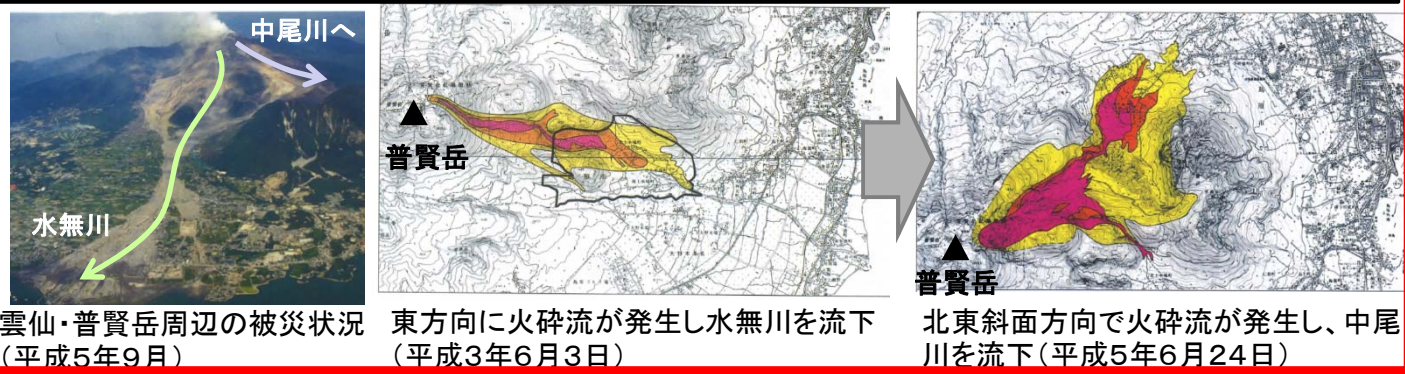 中尾川へ
水無川
雲仙・普賢岳周辺の被災状況
(平成5年9月)
普賢岳
東方向に火砕流が発生し水無川を流下
(平成3年6月3日)
普賢岳
北東斜面方向で火砕流が発生し、中尾
川を流下(平成5年6月24日)